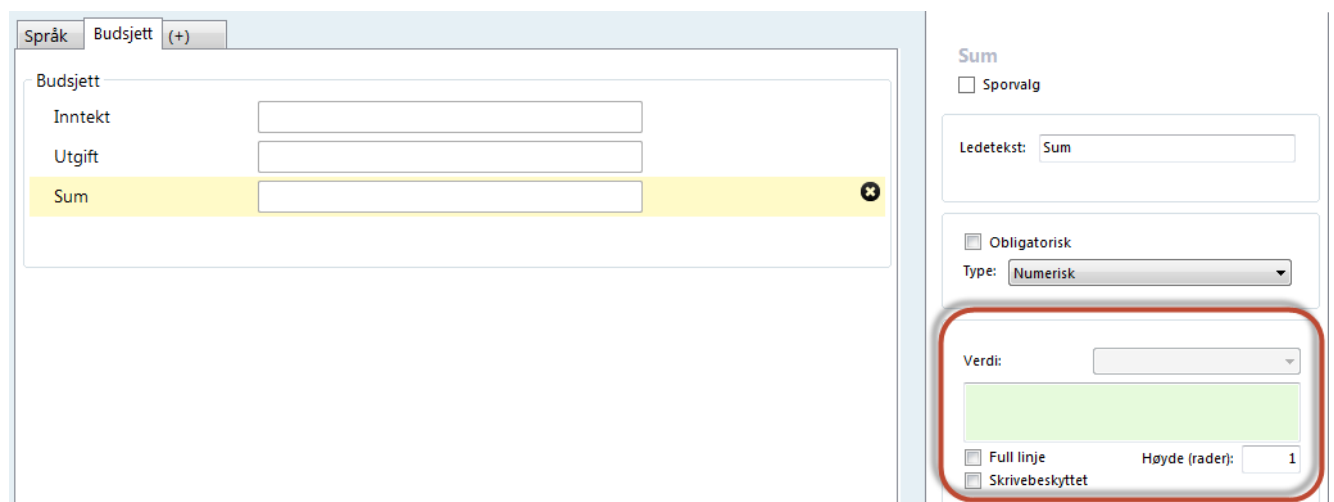 Språk Budsjett (+)
Budsjett
Inntekt
Utgift
Sum
Sum
Sporvalg
Ledetekst: Sum
Obligatorisk
Type: Numerisk
Verdi:
Full linje Høyde (rader): 1
Skrivebeskyttet